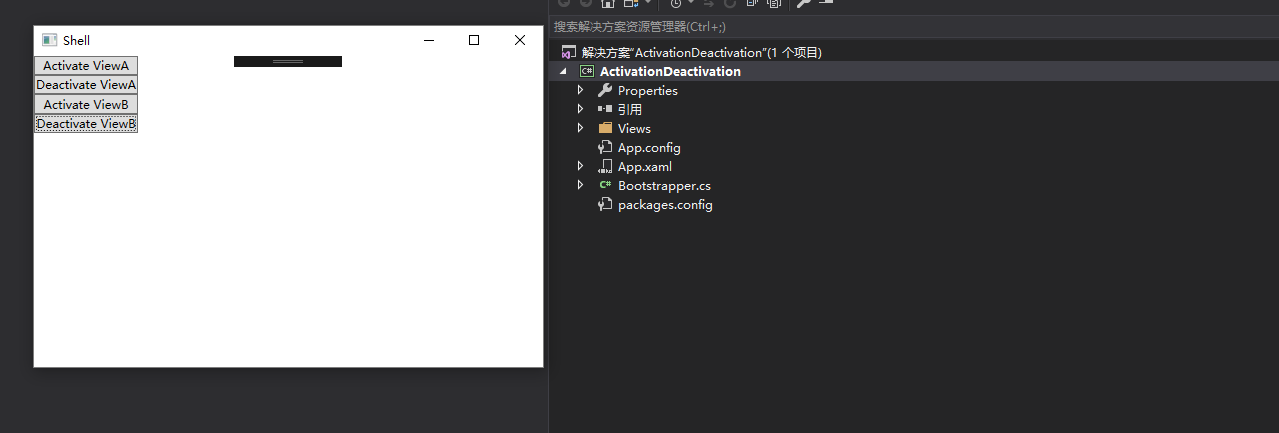 Shell
Activate ViewA
Deactivate ViewA
Activate ViewB
Deactivate ViewB
搜索解决方案资源管理器(Ctrl+;)
解决方案"ActivationDeactivation"(1 个项目)
C# ActivationDeactivation
Properties
引用
Views
App.config
App.xaml
C# Bootstrapper.cs
packages.config